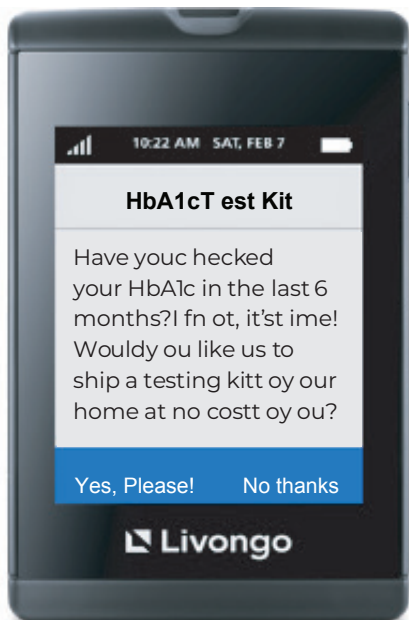 10:22 AM SAT, FEB 7
HbA1cT est Kit
Have youc hecked
your HbA1c in the last 6
months?I fn ot, it'st ime!
Wouldy ou like us to
ship a testing kitt oy our
home at no costt oy ou?
Yes, Please! No thanks
Livongo